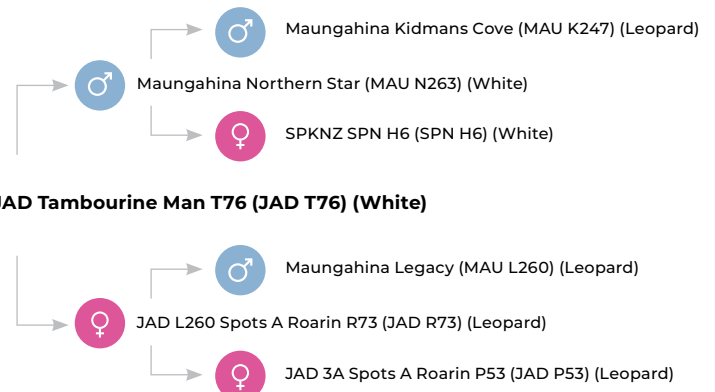 Maungahina Kidmans Cove (MAU K247) (Leopard)
Maungahina Northern Star (MAU N263) (White)
SPKNZ SPN H6 (SPN H6) (White)
JAD Tambourine Man T76 (JAD T76) (White)
Maungahina Legacy (MAU L260) (Leopard)
JAD L260 Spots A Roarin R73 (JAD R73) (Leopard)
JAD 3A Spots A Roarin P53 (JAD P53) (Leopard)